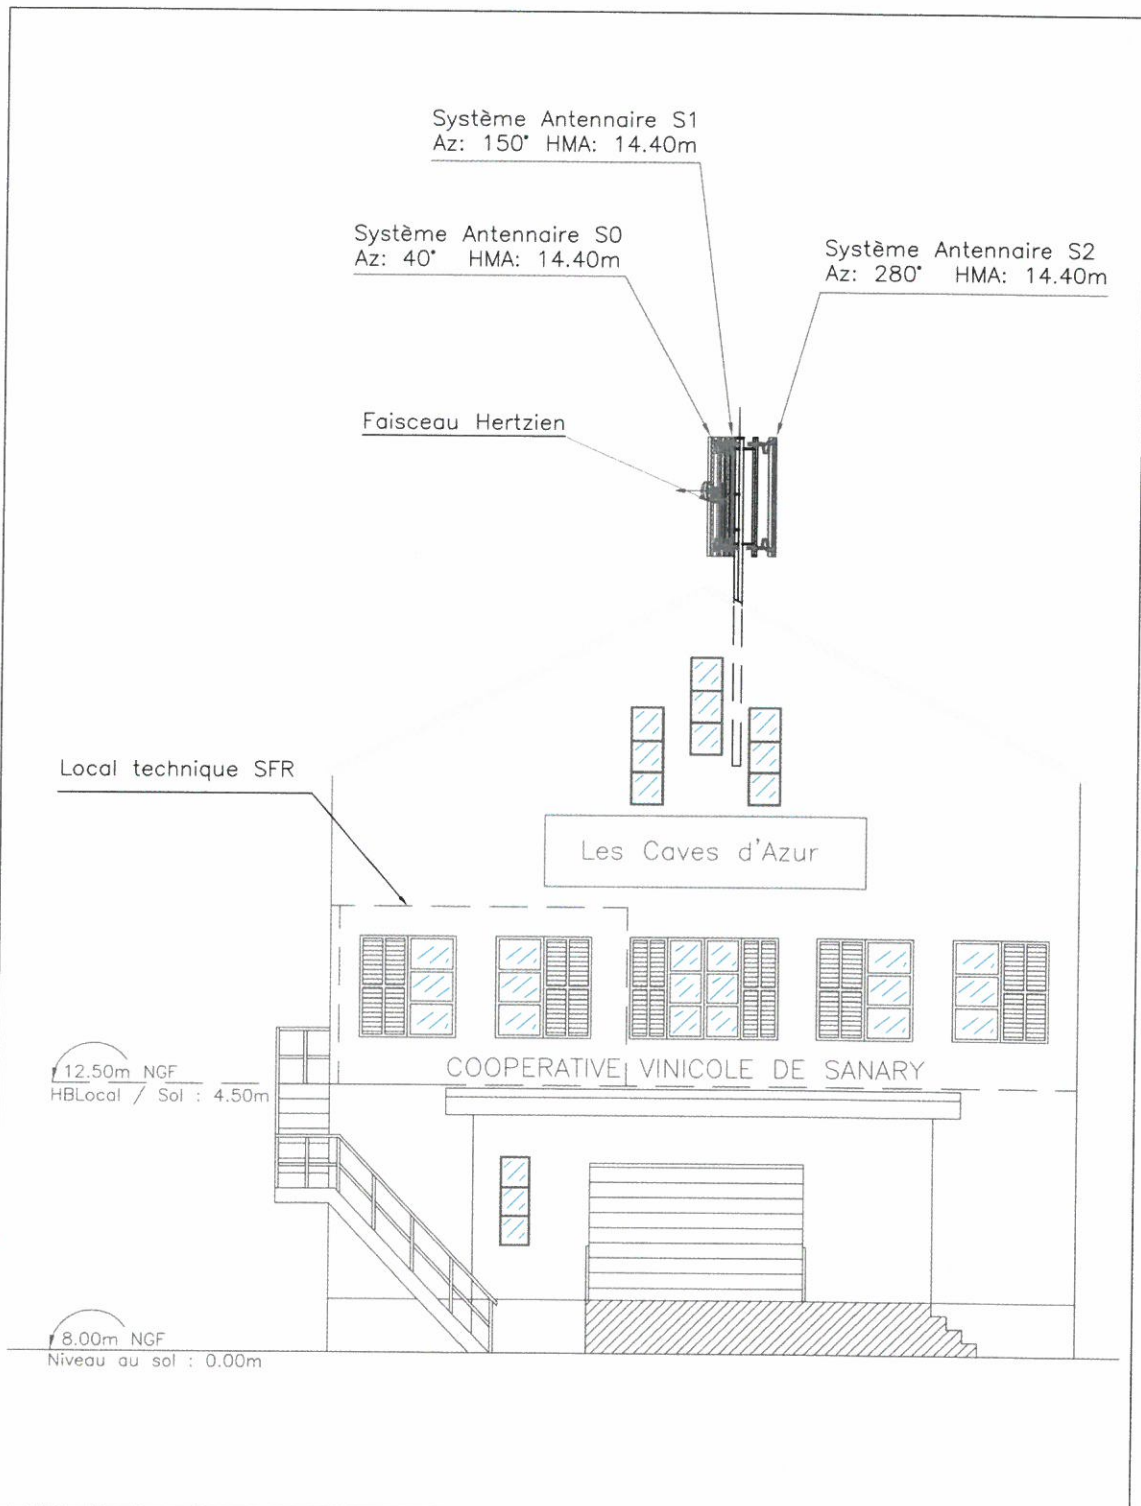 Système Antennaire S1
Az: 150° HMA: 14.40m
Système Antennaire S0
Az: 40° HMA: 14.40m
Système Antennaire S2
Az: 280° HMA: 14.40m
Faisceau Hertzien
Local technique SFR
Les Caves d'Azur
COOPERATIVE VINICOLE DE SANARY
12.50m NGF
HBLocal / Sol : 4.50m
8.00m NGF
Niveau au sol : 0.00m